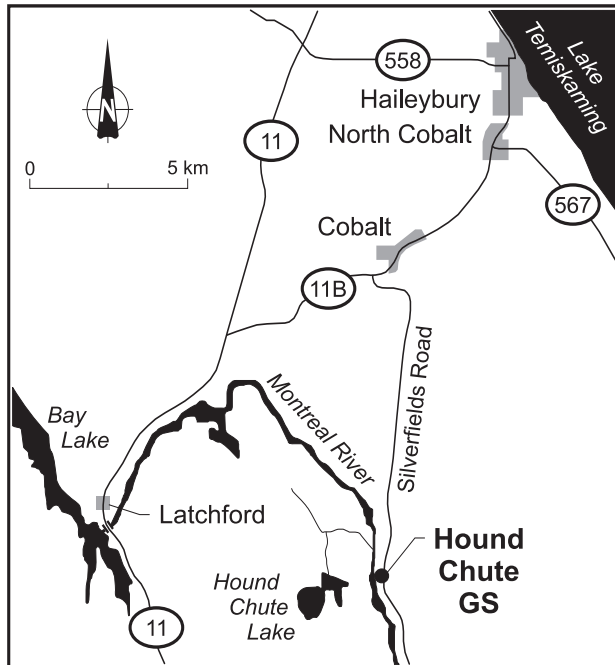 558
Lake
Temiskaming
Haileybury
N
11
North Cobalt
0 5 km
567
Cobalt
11B
Silverfields Road
Montreal River
Bay
Lake
Latchford
Hound
Chute
GS
Hound
Chute
Lake
11